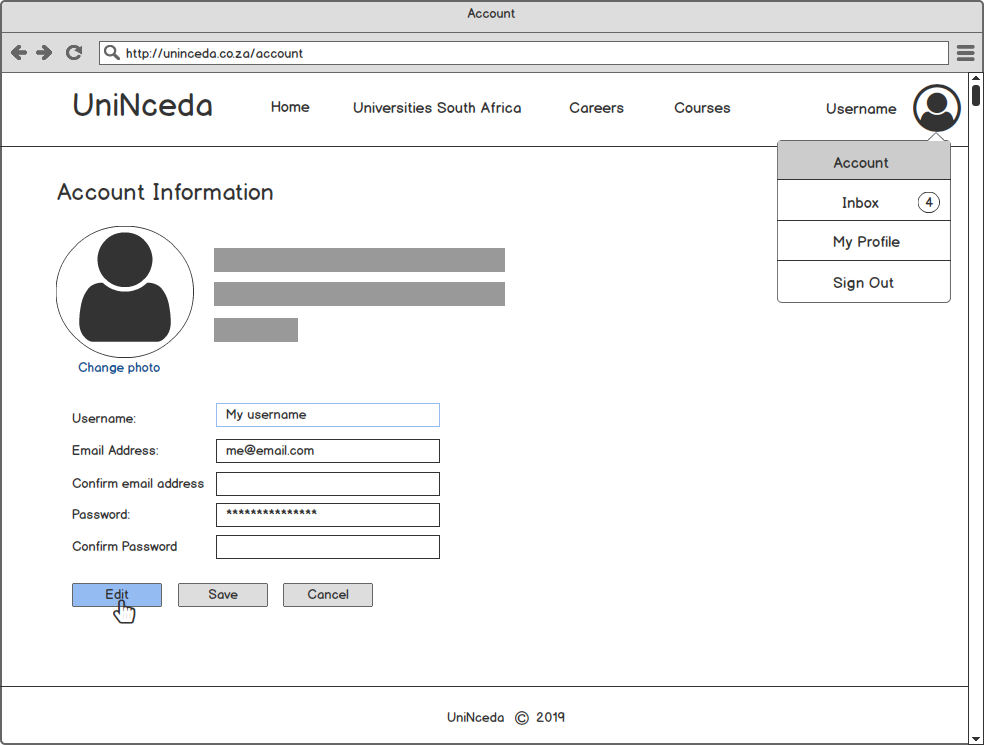 Account
http://uninceda.co.za/account
UniNceda Home Universities South Africa Careers Courses Username
Account
Inbox 4
My Profile
Sign Out
Account Information
Change photo
Username: My username
Email Address: me@email.com
Confirm email address
Password: ***************
Confirm Password
Edit Save Cancel
UniNceda © 2019